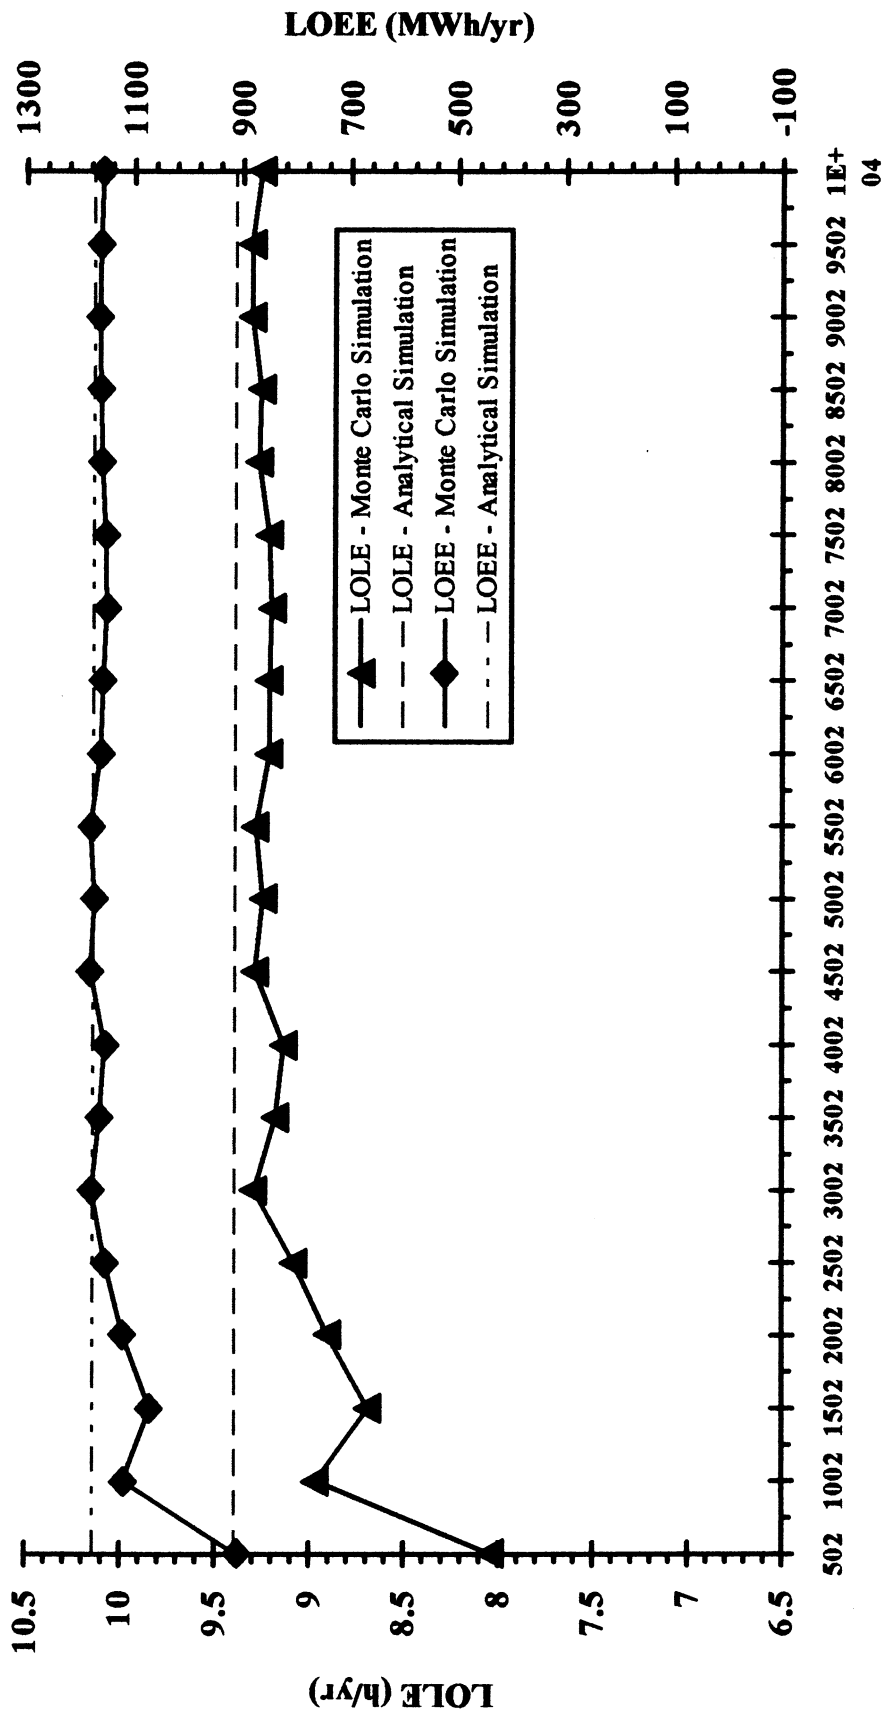 LOLE (h/yr)
10.5
10
9.5
9
8.5
8
7.5
7
6.5
LOEE (MWh/yr)
1300
1100
900
700
500
300
100
-100
LOLE - Monte Carlo Simulation
LOLE - Analytical Simulation
LOEE - Monte Carlo Simulation
LOEE - Analytical Simulation
502 1002 1502 2002 2502 3002 3502 4002 4502 5002 5502 6002 6502 7002 7502 8002 8502 9002 9502 1E+
04